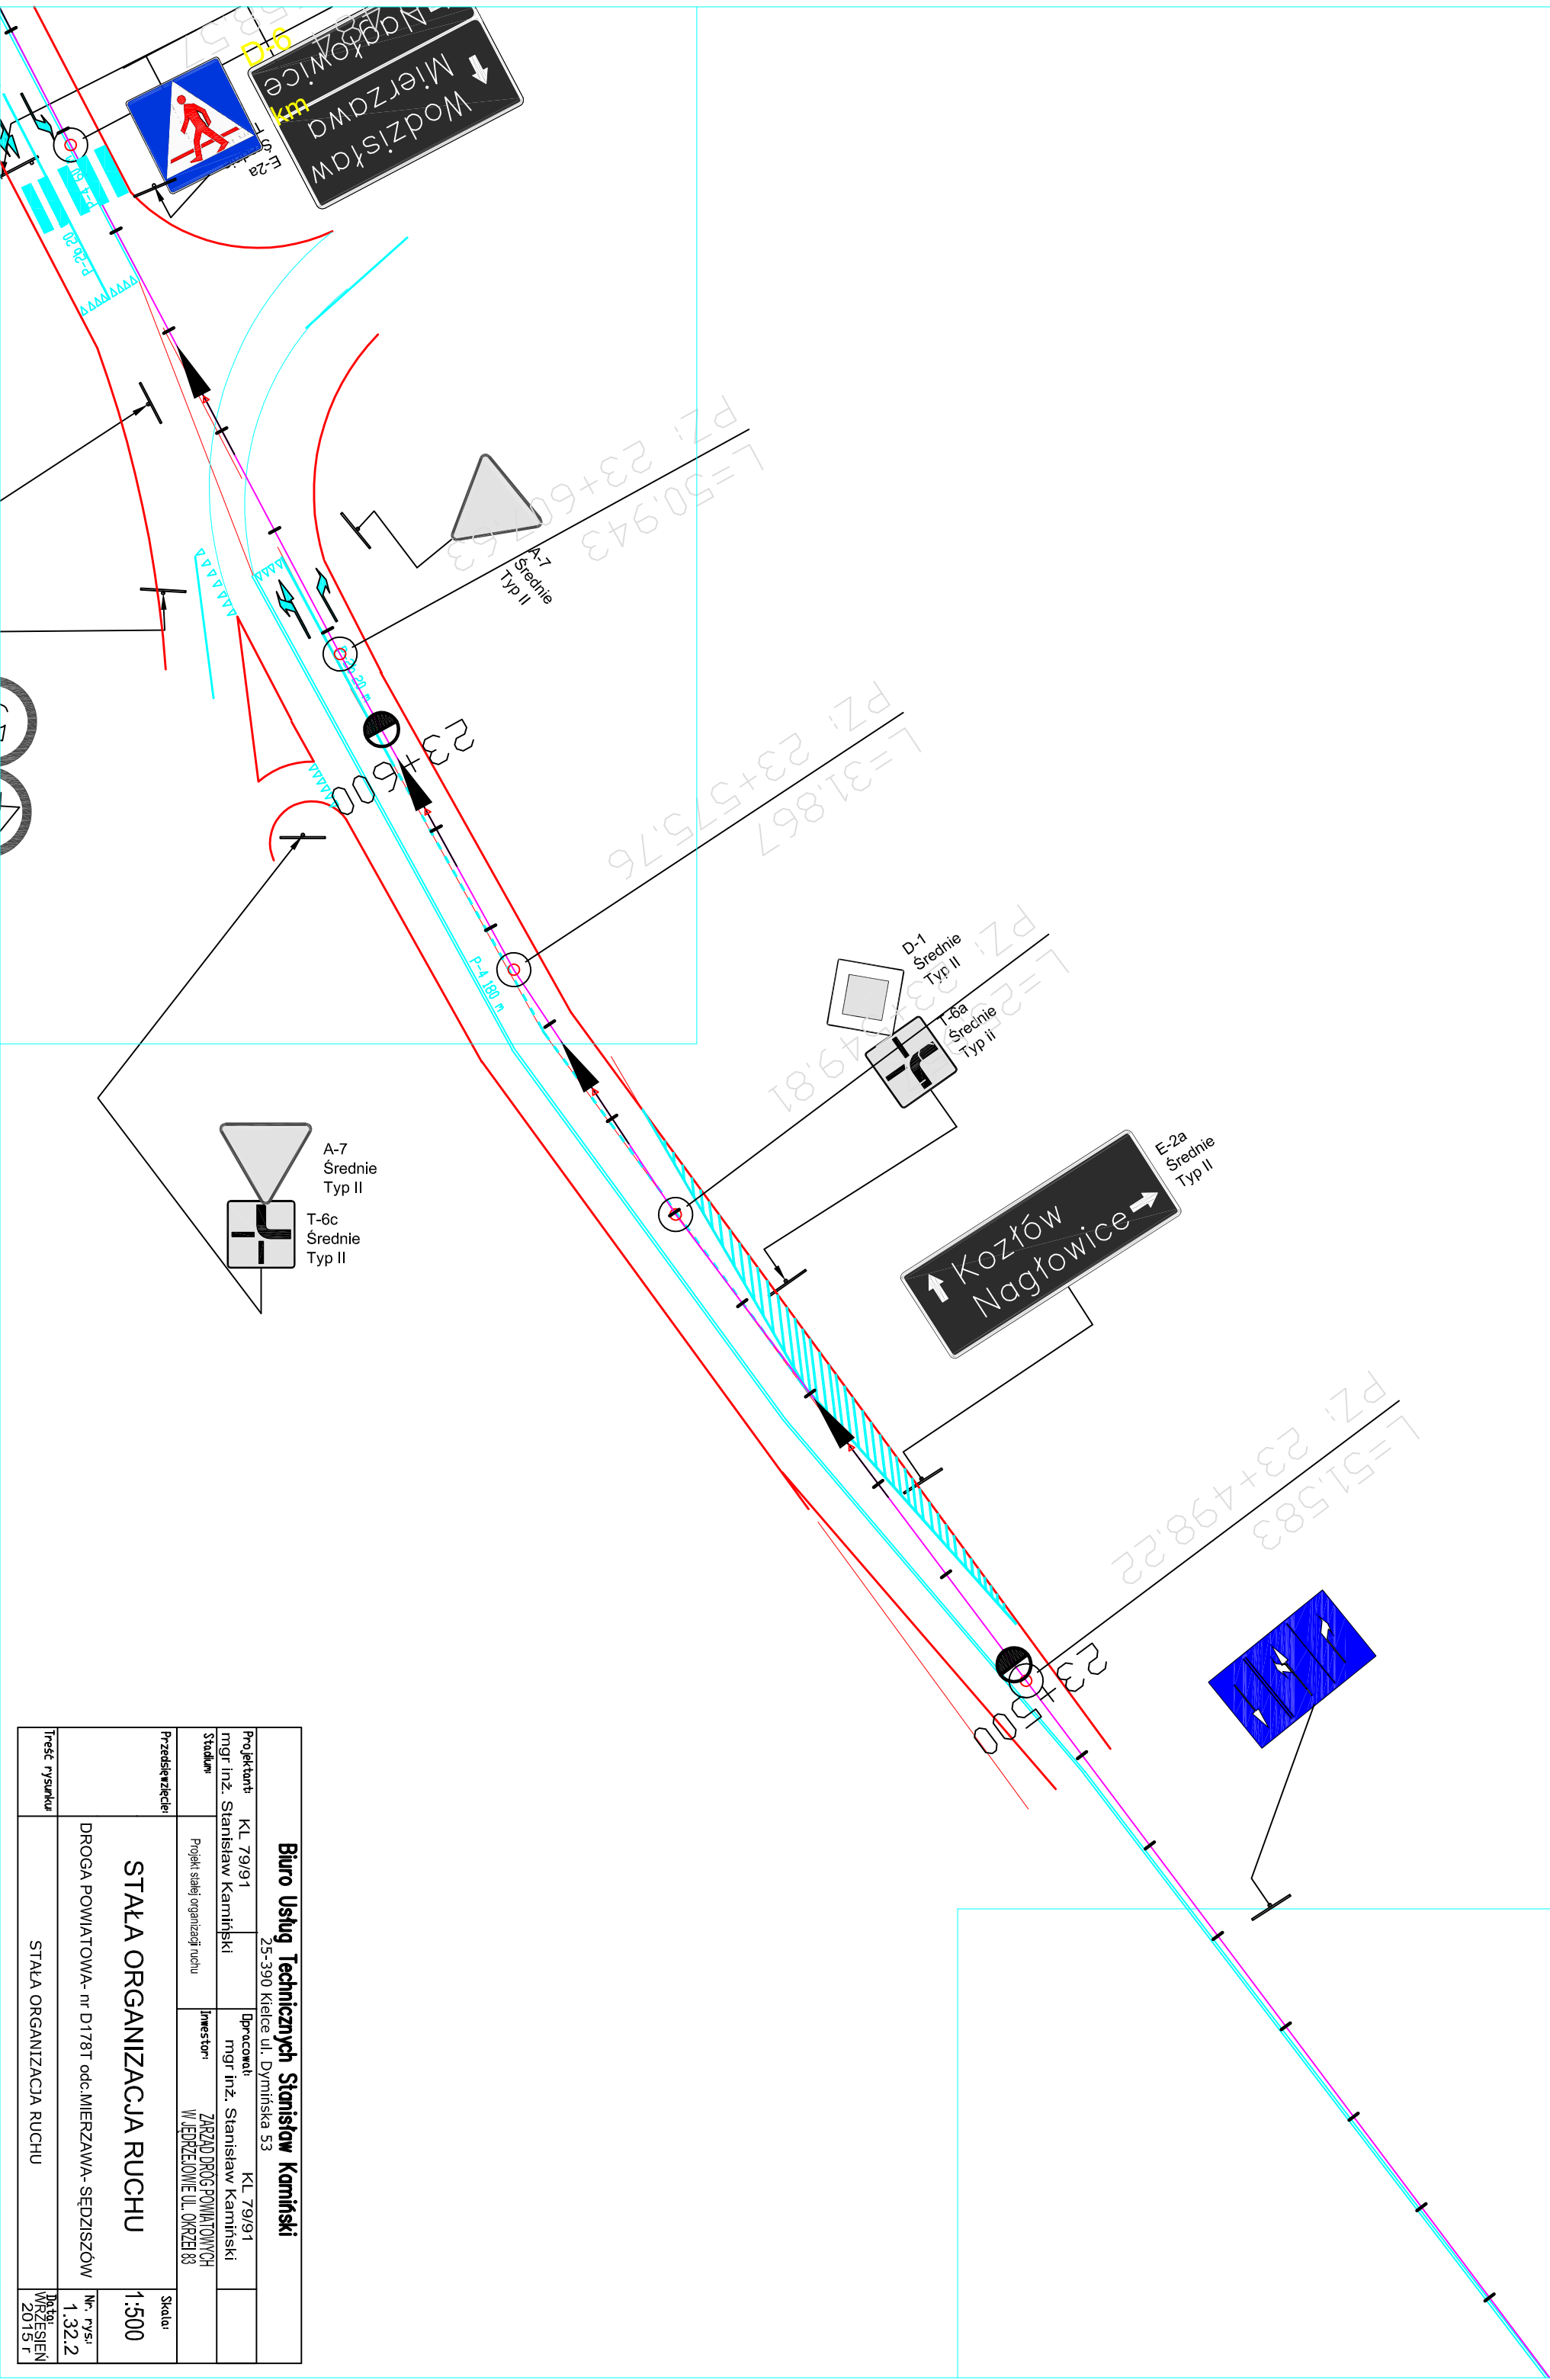 D-6
km
Nagłowice
Mierzawa
Wodzisław
E-2a
P-2b 20
PZ: 23+607.63
L=50.943
A-7
Średnie
Typ II
23+600
PZ: 23+575.76
L=31.867
P-4 180 m
D-1
Średnie
Typ II
T-6a
Średnie
Typ ii
A-7
Średnie
Typ II
T-6c
Średnie
Typ II
E-2a
Średnie
Typ II
Kozłów
Nagłowice
PZ: 23+498.22
L=51.583
23+500
Biuro Usług Technicznych Stanisław Kamiński
25-390 Kielce ul. Dymińska 53
Projektant: KL 79/91
mgr inż. Stanisław Kamiński
Opracował: KL 79/91
mgr inż. Stanisław Kamiński
Stadium:
Projekt stałej organizacji ruchu
Inwestor:
ZARZĄD DRÓG POWIATOWYCH
W JĘDRZEJOWIE UL. OKRZEI 83
Przedsięwzięcie:
STAŁA ORGANIZACJA RUCHU
DROGA POWIATOWA- nr D178T odc.MIERZAWA- SĘDZISZÓW
Skala:
1:500
Nr. rys.:
1.32.2
Treść rysunku:
STAŁA ORGANIZACJA RUCHU
Data:
WRZESIEŃ
2015 r